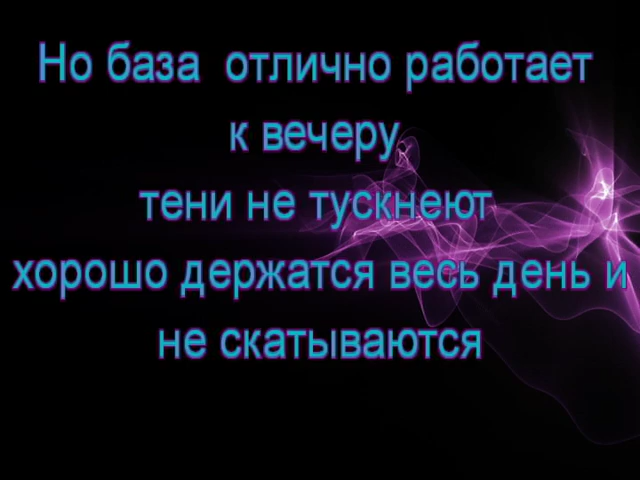 Но база отлично работает
к вечеру
тени не тускнеют
хорошо держатся весь день и
не скатываются